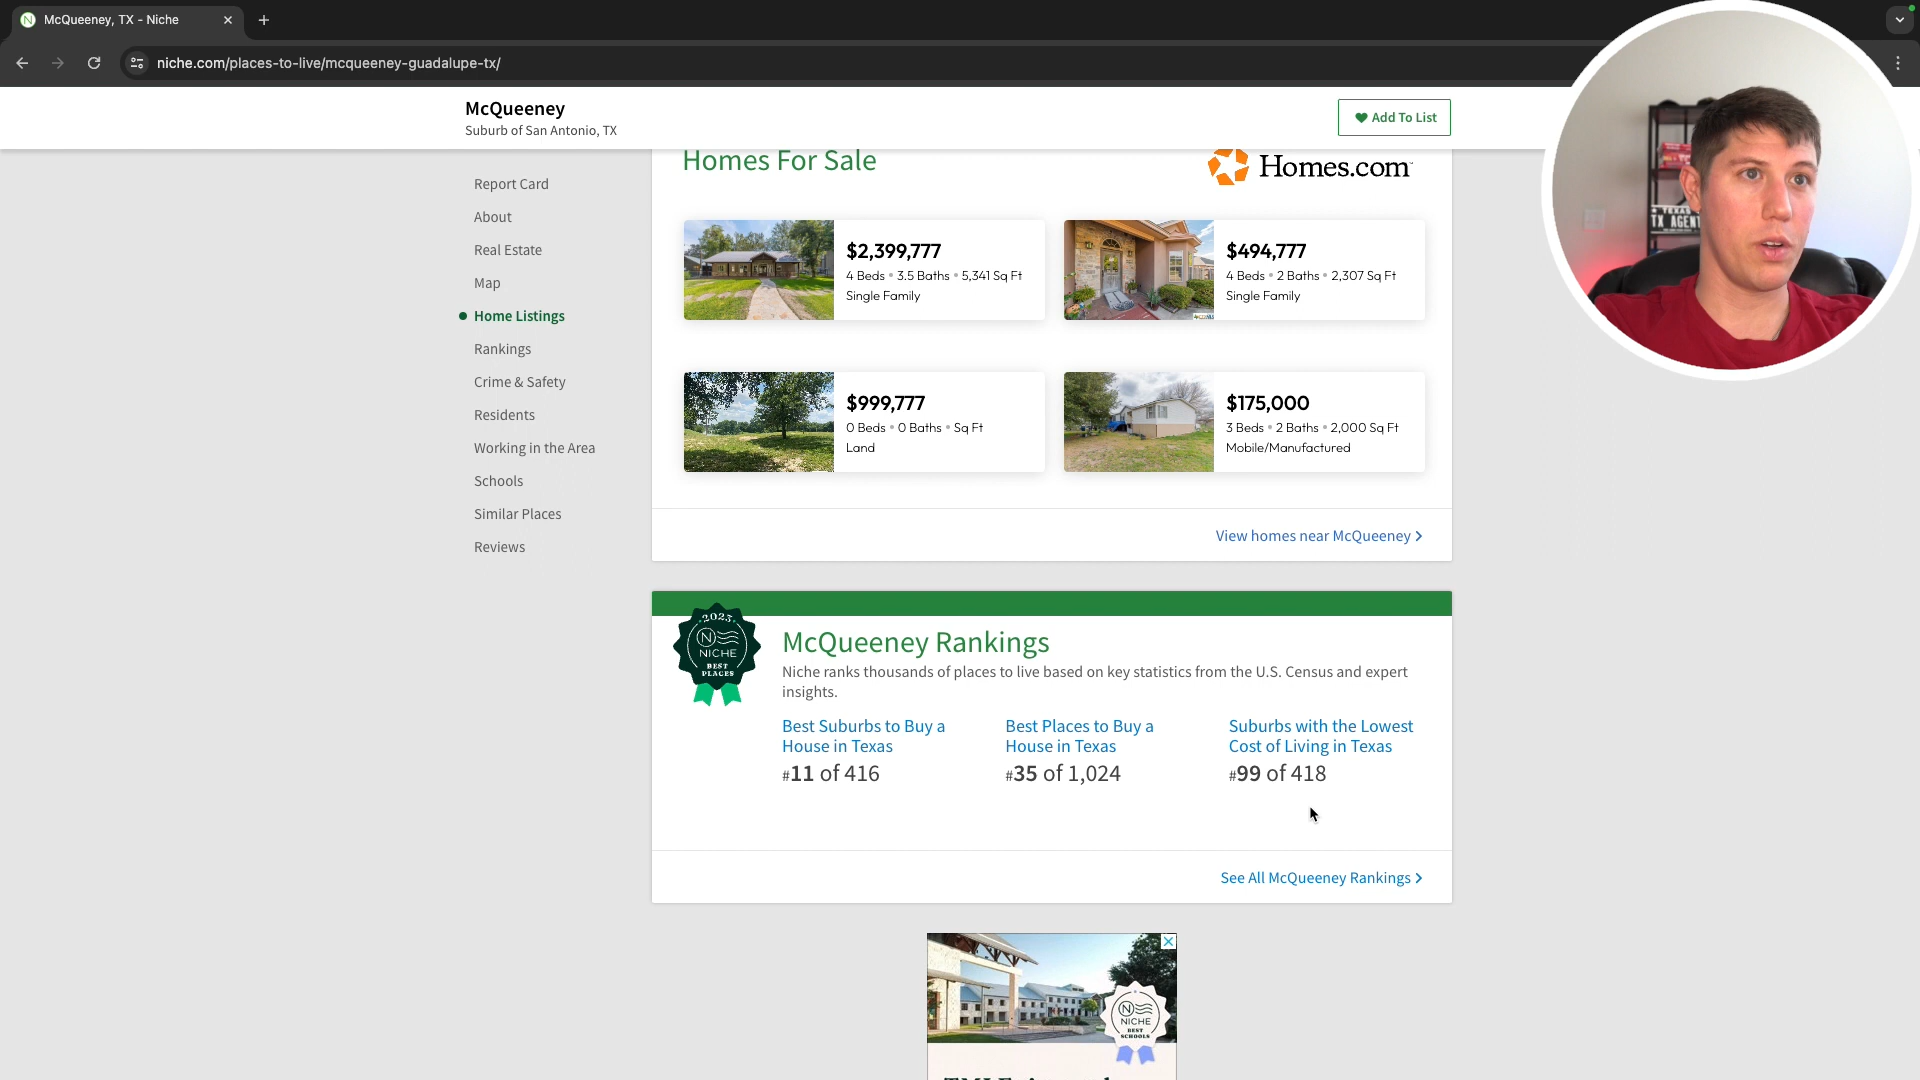 McQueeney, TX - Niche
niche.com/places-to-live/mcqueeney-guadalupe-tx/
McQueeney
Suburb of San Antonio, TX
Add To List
Report Card
About
Real Estate
Map
Home Listings
Rankings
Crime & Safety
Residents
Working in the Area
Schools
Similar Places
Reviews
Homes For Sale
Homes.com
$2,399,777
4 Beds • 3.5 Baths • 5,341 Sq Ft
Single Family
$494,777
4 Beds • 2 Baths • 2,307 Sq Ft
Single Family
$999,777
0 Beds • 0 Baths • Sq Ft
Land
$175,000
3 Beds • 2 Baths • 2,000 Sq Ft
Mobile/Manufactured
View homes near McQueeney
2025
NICHE
BEST
PLACES
McQueeney Rankings
Niche ranks thousands of places to live based on key statistics from the U.S. Census and expert
insights.
Best Suburbs to Buy a
House in Texas
#11 of 416
Best Places to Buy a
House in Texas
#35 of 1,024
Suburbs with the Lowest
Cost of Living in Texas
#99 of 418
See All McQueeney Rankings
NICHE
BEST
SCHOOLS
TEXAS
TX AGENT